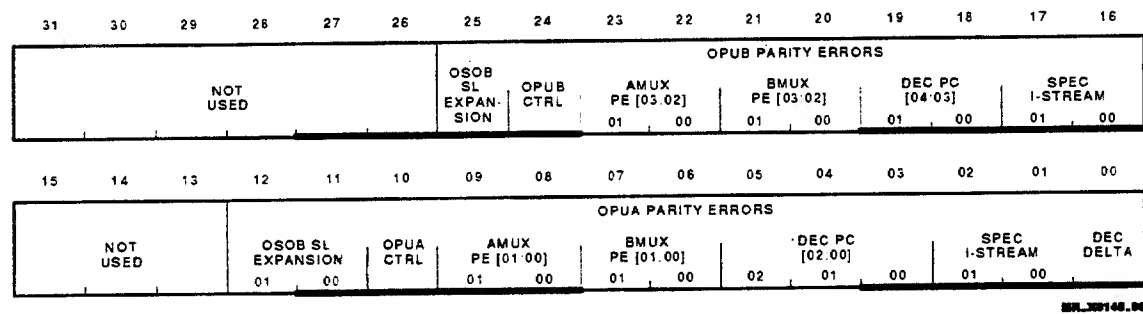 31 30 29 28 27 26 25 24 23 22 21 20 19 18 17 16
OPUB PARITY ERRORS
NOT USED
OSOB SL EXPAN- SION
OPUB CTRL
AMUX PE [03.02]
BMUX PE [03:02]
DEC PC [04:03]
SPEC I-STREAM
01 00 01 00 01 00 01 00
15 14 13 12 11 10 09 08 07 06 05 04 03 02 01 00
OPUA PARITY ERRORS
NOT USED
OSOB SL EXPANSION
OPUA CTRL
AMUX PE [01:00]
BMUX PE [01.00]
DEC PC [02.00]
SPEC I-STREAM
DEC DELTA
01 00 01 00 01 00 02 01 00 01 00